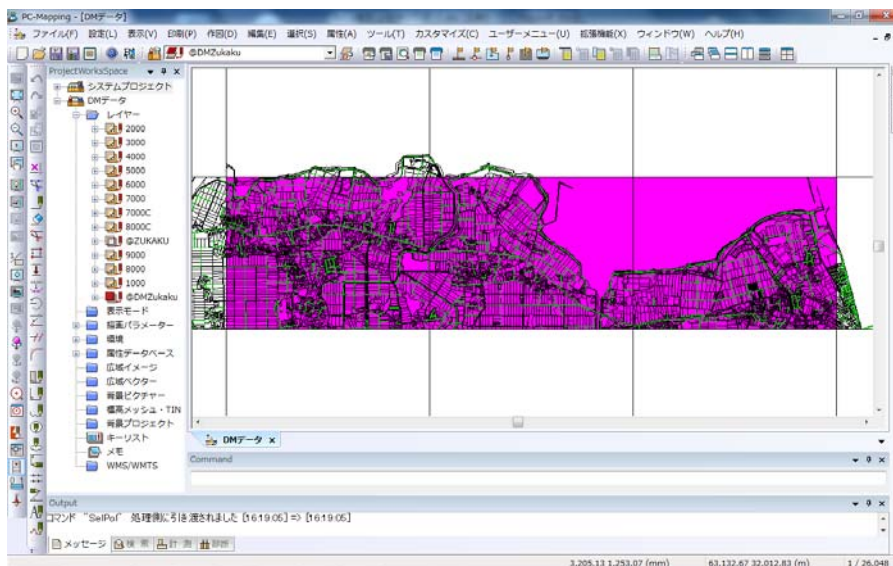 PC-Mapping - [DMデータ]
ファイル(F) 設定(L) 表示(V) 印刷(P) 作図(D) 編集(E) 選択(S) 属性(A) ツール(T) カスタマイズ(C) ユーザーメニュー(U) 拡張機能(X) ウィンドウ(W) ヘルプ(H)
@DMZukaku
ProjectWorksSpace
システムプロジェクト
DMデータ
レイヤー
2000
3000
4000
5000
6000
7000
7000C
8000C
@ZUKAKU
9000
8000
1000
@DMZukaku
表示モード
描画パラメーター
環境
属性データベース
広域イメージ
広域ベクター
背景ピクチャー
標高メッシュ・TIN
背景プロジェクト
キーリスト
メモ
WMS/WMTS
DMデータ
Command
Output
コマンド "SelPol" 処理側に引き渡されました [16:19:05] => [16:19:05]
メッセージ 検 索 計 測 診断
3,205.13 1,253.07 (mm) 63,132.67 32,012.83 (m) 1 / 26,048